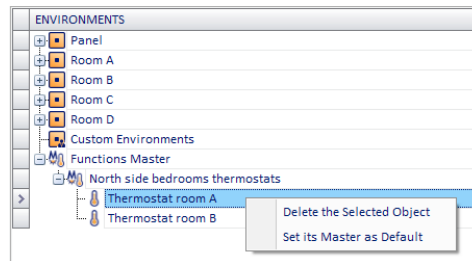 ENVIRONMENTS
Panel
Room A
Room B
Room C
Room D
Custom Environments
Functions Master
North side bedrooms thermostats
Thermostat room A
Thermostat room B
Delete the Selected Object
Set its Master as Default